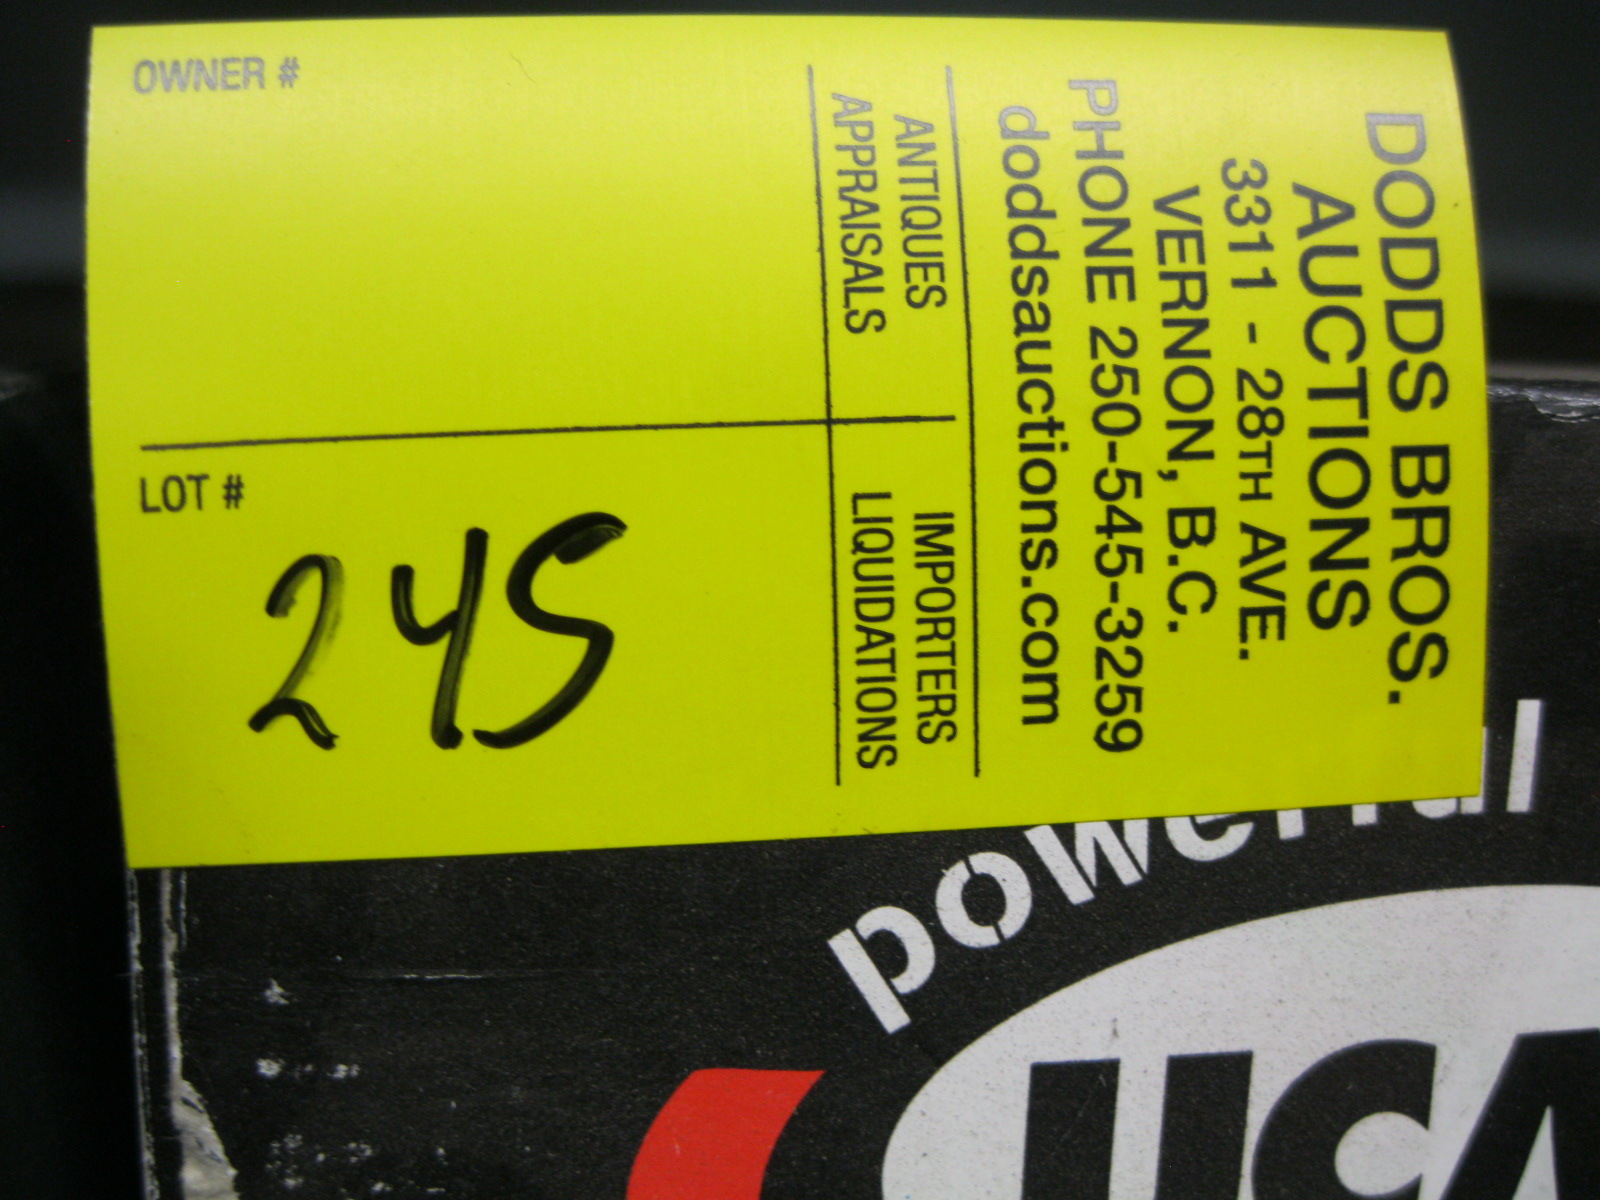 DODDS BROS.
AUCTIONS
3311 - 28TH AVE.
VERNON, B.C.
PHONE 250-545-3259
doddsauctions.com
ANTIQUES
APPRAISALS
IMPORTERS
LIQUIDATIONS
OWNER #
LOT #
245
powerful
UCA